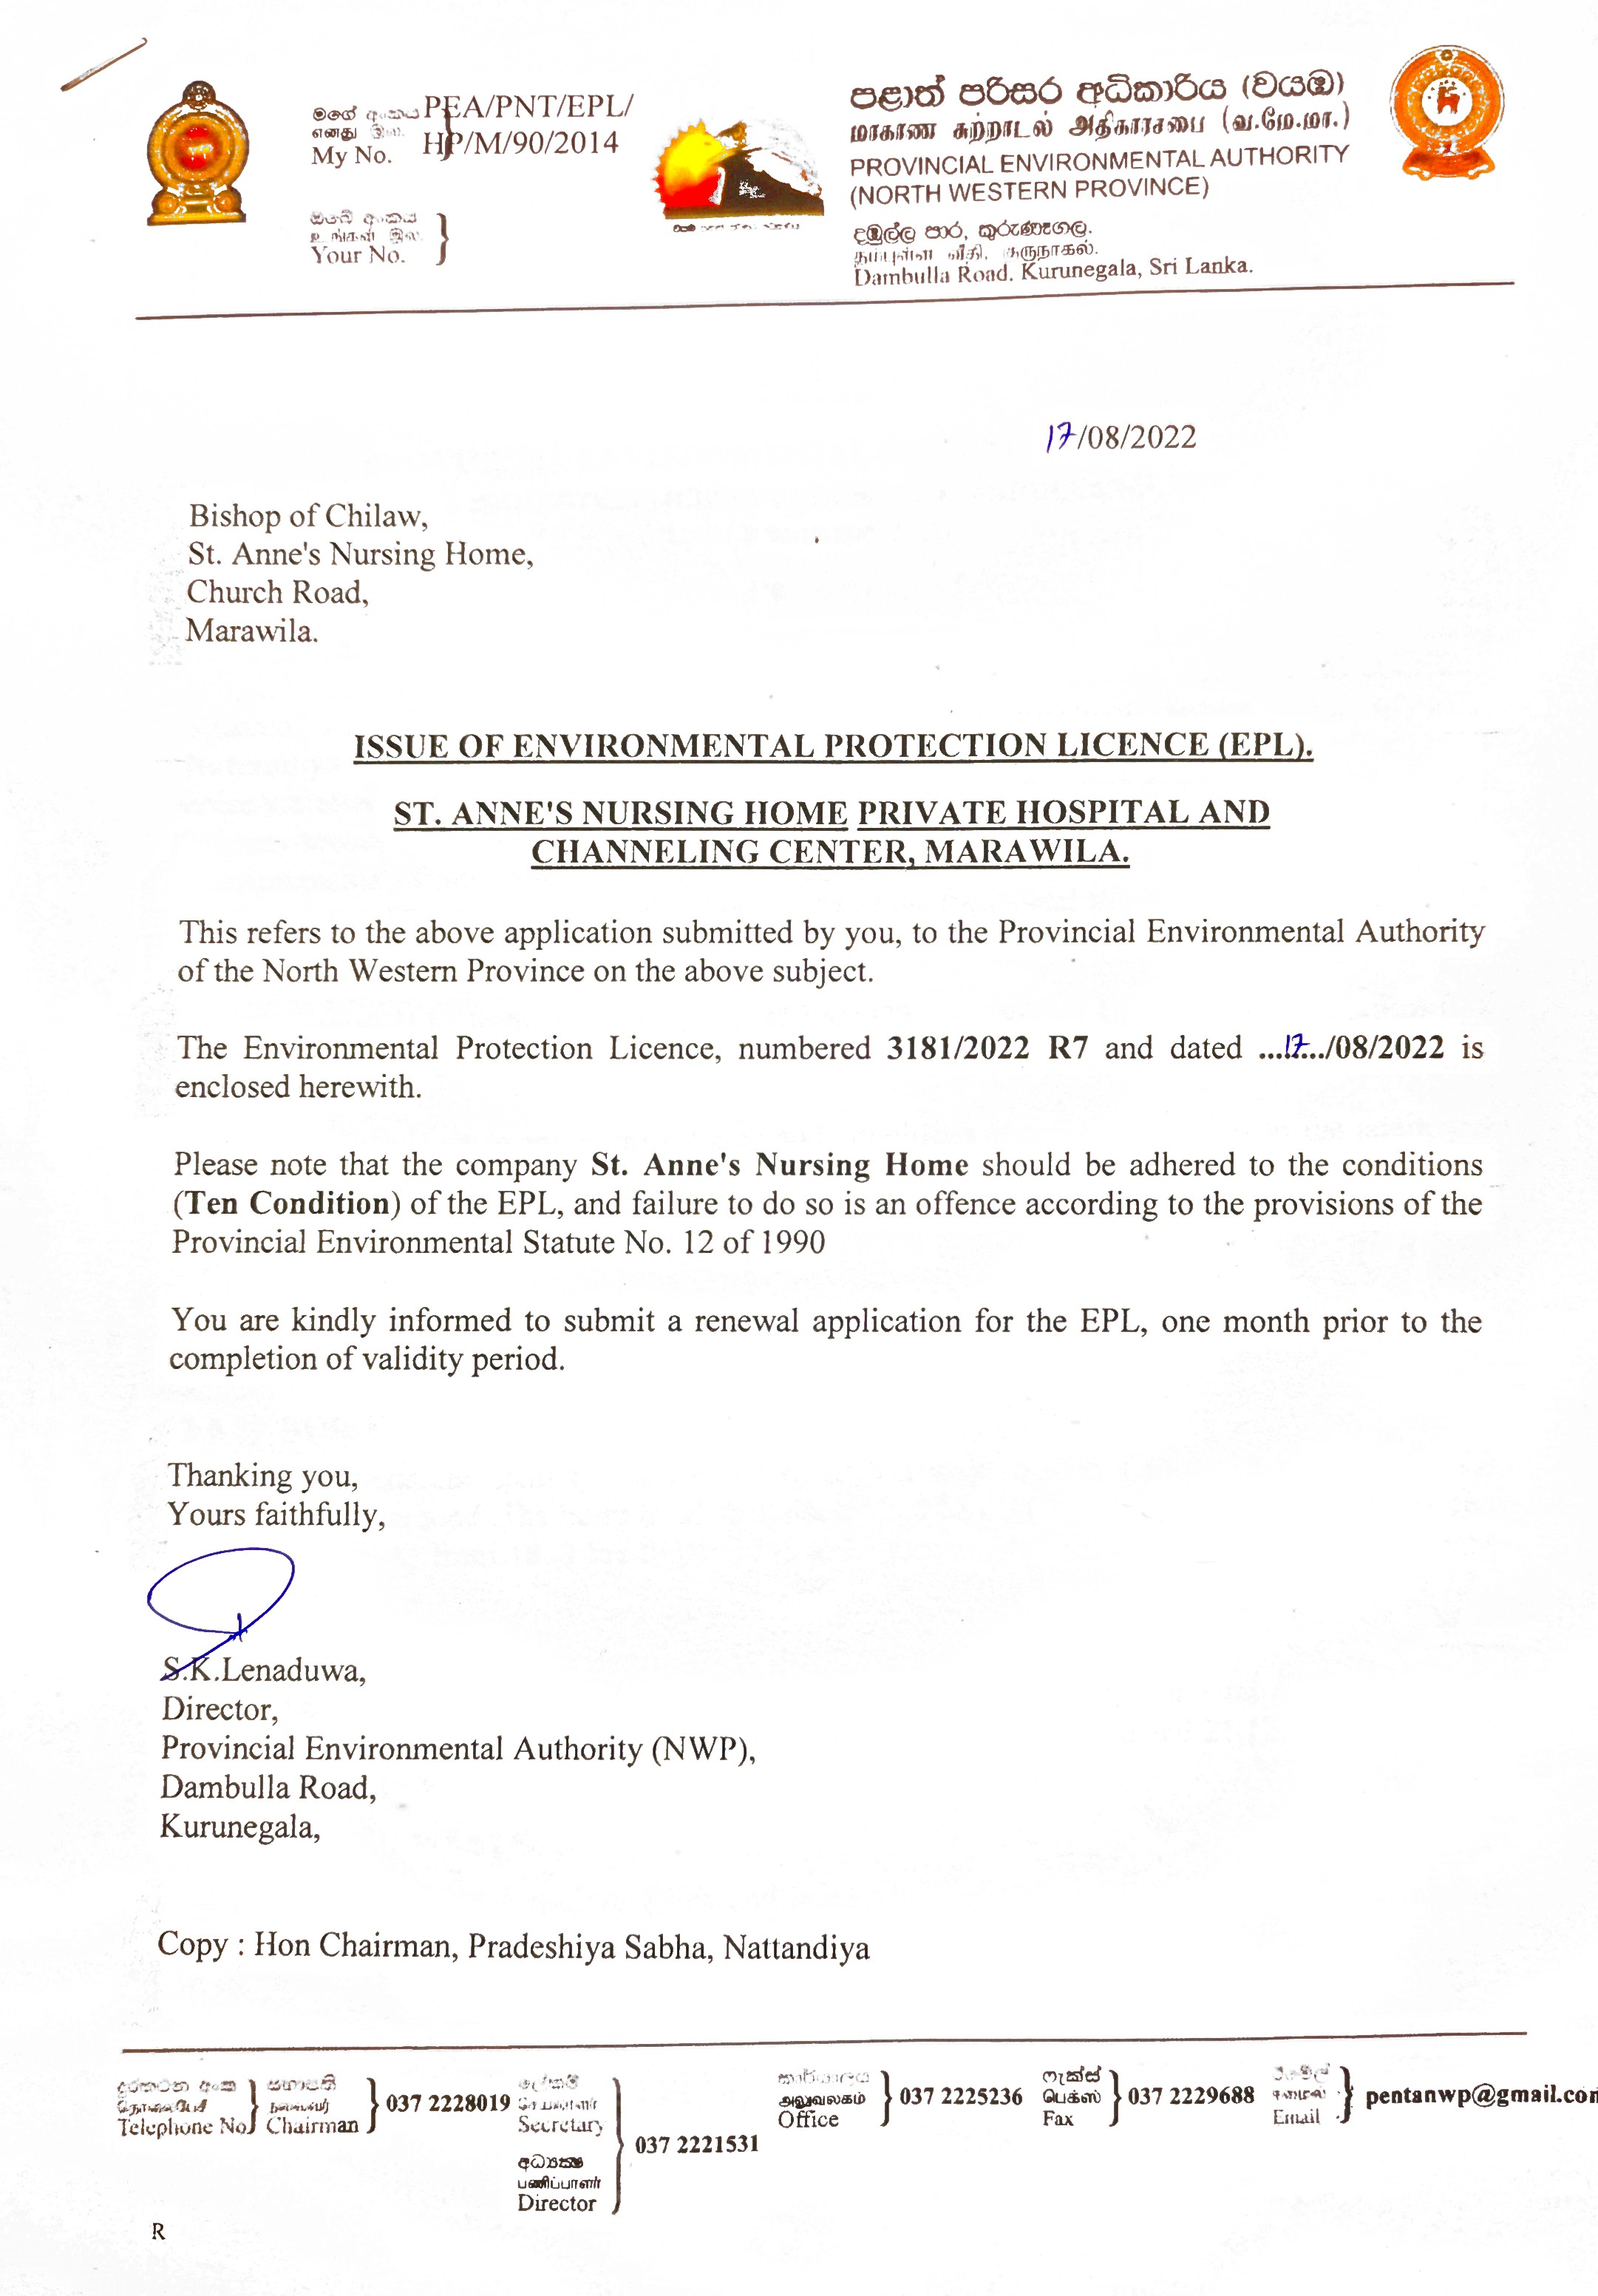 මගේ අංකය
எனது இல.
My No.
PEA/PNT/EPL/
HP/M/90/2014
ඔබේ අංකය
உங்கள் இல.
Your No.
පළාත් පරිසර අධිකාරිය (වයඹ)
மாகாண சுற்றாடல் அதிகாரசபை (வ.மே.மா.)
PROVINCIAL ENVIRONMENTAL AUTHORITY
(NORTH WESTERN PROVINCE)
දඹුල්ල පාර, කුරුණෑගල.
தம்புள்ள வீதி, குருநாகல்.
Dambulla Road, Kurunegala, Sri Lanka.
17/08/2022
Bishop of Chilaw,
St. Anne's Nursing Home,
Church Road,
Marawila.
ISSUE OF ENVIRONMENTAL PROTECTION LICENCE (EPL).
ST. ANNE'S NURSING HOME PRIVATE HOSPITAL AND
CHANNELING CENTER, MARAWILA.
This refers to the above application submitted by you, to the Provincial Environmental Authority
of the North Western Province on the above subject.
The Environmental Protection Licence, numbered 3181/2022 R7 and dated ...17.../08/2022 is
enclosed herewith.
Please note that the company St. Anne's Nursing Home should be adhered to the conditions
(Ten Condition) of the EPL, and failure to do so is an offence according to the provisions of the
Provincial Environmental Statute No. 12 of 1990
You are kindly informed to submit a renewal application for the EPL, one month prior to the
completion of validity period.
Thanking you,
Yours faithfully,
S.K.Lenaduwa,
Director,
Provincial Environmental Authority (NWP),
Dambulla Road,
Kurunegala,
Copy : Hon Chairman, Pradeshiya Sabha, Nattandiya
දුරකථන අංක
Telephone No.
සභාපති
Chairman
037 2228019
ලේකම්
Secretary
අධ්‍යක්ෂ
பணிப்பாளர்
Director
037 2221531
කාර්යාලය
அலுவலகம்
Office
037 2225236
ෆැක්ස්
பெக்ஸ்
Fax
037 2229688
Email
pentanwp@gmail.com
R